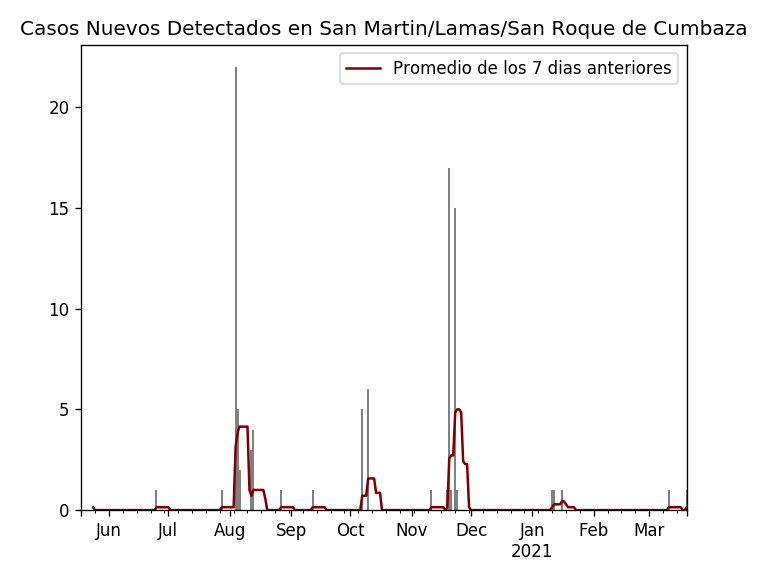 Casos Nuevos Detectados en San Martin/Lamas/San Roque de Cumbaza
Promedio de los 7 dias anteriores
20
15
10
5
0
Jun Jul Aug Sep Oct Nov Dec Jan Feb Mar
2021